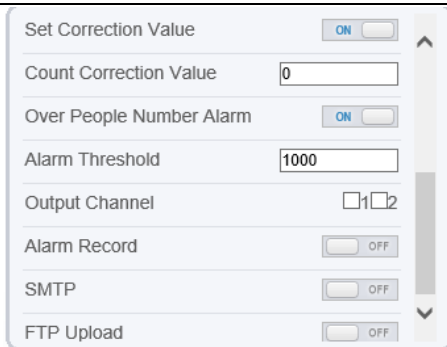 Set Correction Value ON
Count Correction Value 0
Over People Number Alarm ON
Alarm Threshold 1000
Output Channel 1 2
Alarm Record OFF
SMTP OFF
FTP Upload OFF